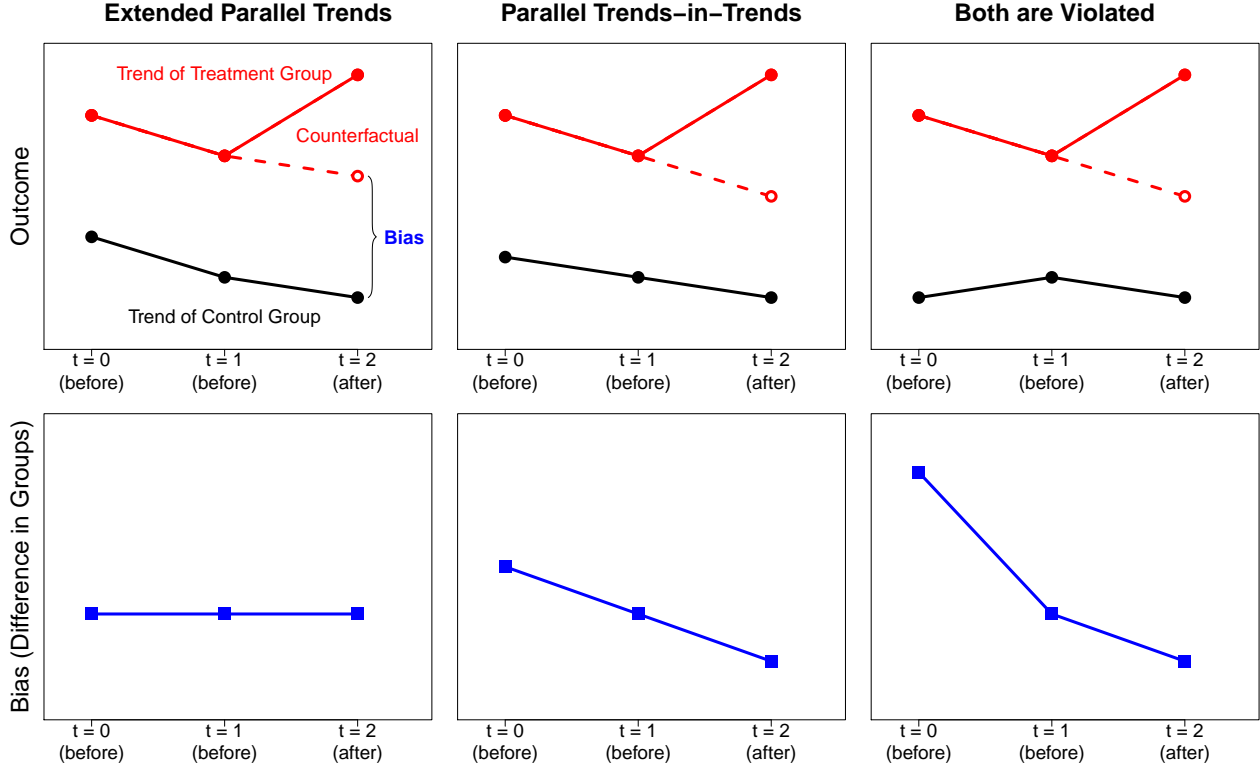 Extended Parallel Trends
Parallel Trends−in−Trends
Both are Violated
Outcome
Trend of Treatment Group
Counterfactual
Bias
Trend of Control Group
t = 0
(before)
t = 1
(before)
t = 2
(after)
t = 0
(before)
t = 1
(before)
t = 2
(after)
t = 0
(before)
t = 1
(before)
t = 2
(after)
Bias (Difference in Groups)
t = 0
(before)
t = 1
(before)
t = 2
(after)
t = 0
(before)
t = 1
(before)
t = 2
(after)
t = 0
(before)
t = 1
(before)
t = 2
(after)